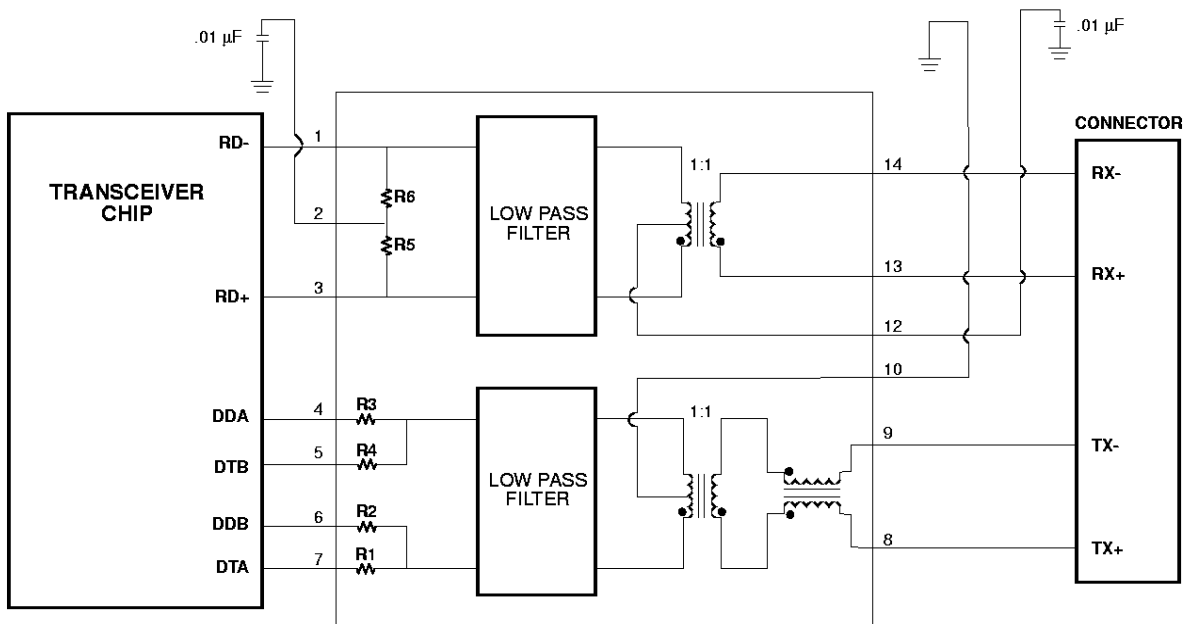 .01 µF
.01 µF
CONNECTOR
TRANSCEIVER
CHIP
RD-
1
2
RD+
3
R6
R5
LOW PASS
FILTER
1:1
14
RX-
13
RX+
12
10
DDA
4
R3
DTB
5
R4
DDB
6
R2
DTA
7
R1
LOW PASS
FILTER
1:1
9
TX-
8
TX+